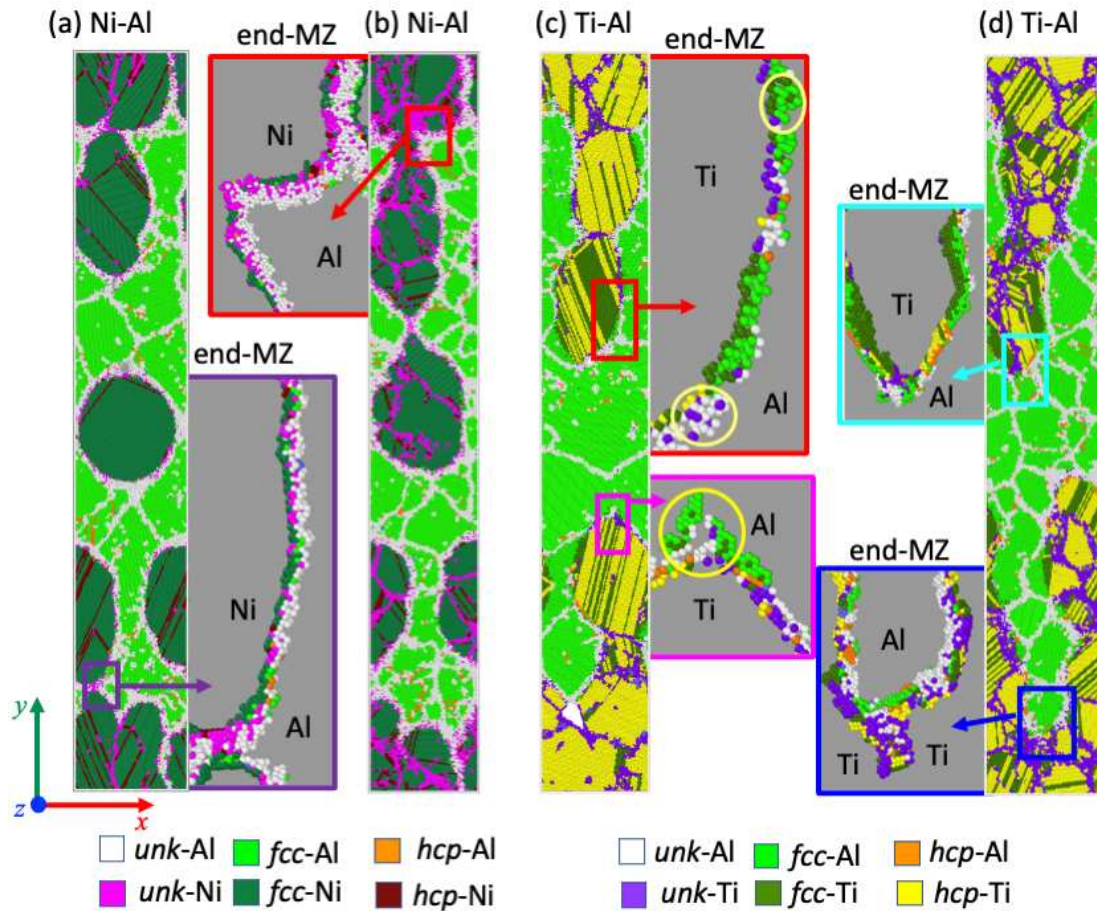 (a) Ni-Al
end-MZ
(b) Ni-Al
(c) Ti-Al
end-MZ
(d) Ti-Al
Ni
Al
Ti
Al
Ti
Al
end-MZ
Ni
Al
Al
Ti
end-MZ
Al
Ti
Ti
y
z
x
unk-Al
fcc-Al
hcp-Al
unk-Ni
fcc-Ni
hcp-Ni
unk-Al
fcc-Al
hcp-Al
unk-Ti
fcc-Ti
hcp-Ti